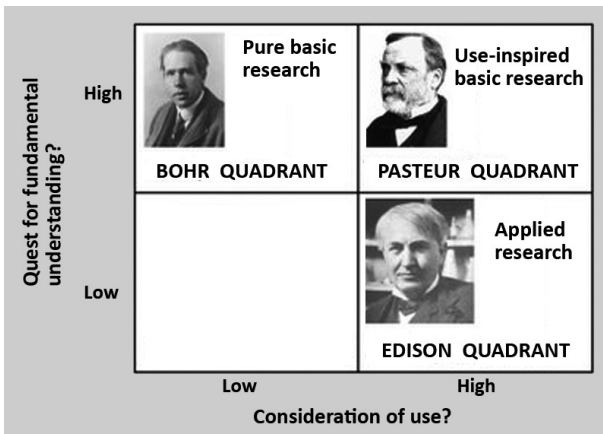 Quest for fundamental
understanding?
High
Low
Pure basic
research
BOHR QUADRANT
Use-inspired
basic research
PASTEUR QUADRANT
Applied
research
EDISON QUADRANT
Low
High
Consideration of use?